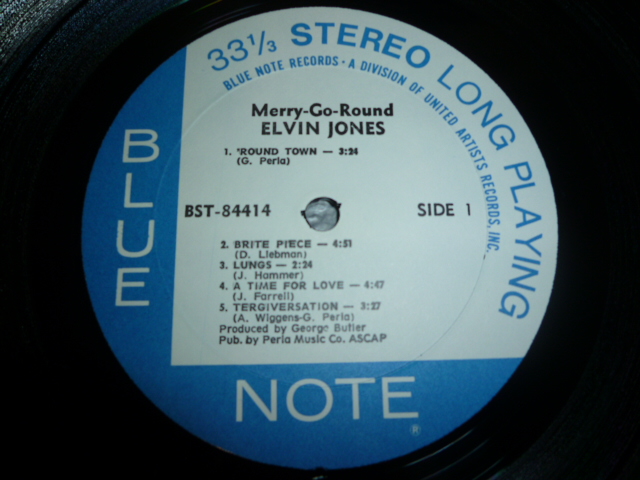 33⅓ STEREO LONG PLAYING
BLUE NOTE RECORDS • A DIVISION OF UNITED ARTISTS RECORDS, INC.
Merry-Go-Round
ELVIN JONES
1. 'ROUND TOWN — 3:24
(G. Perla)
BST-84414
SIDE 1
2. BRITE PIECE — 4:51
(D. Liebman)
3. LUNGS — 2:24
(J. Hammer)
4. A TIME FOR LOVE — 4:47
(J. Farrell)
5. TERGIVERSATION — 3:27
(A. Wiggens-G. Perla)
Produced by George Butler
Pub. by Perla Music Co. ASCAP
BLUE
NOTE
®